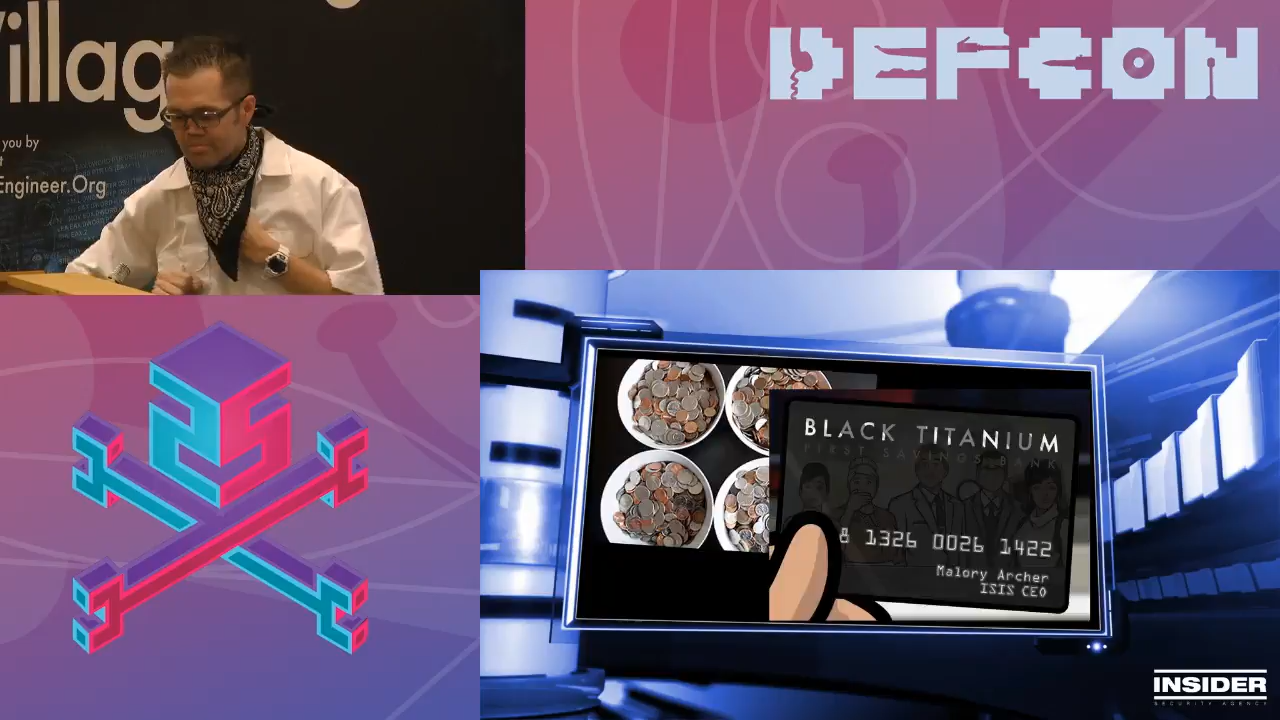 Villag
you by
Engineer.Org
DEFCON
BLACK TITANIUM
FIRST SAVINGS BANK
8 1326 0026 1422
Malory Archer
ISIS CEO
INSIDER
SECURITY AGENCY